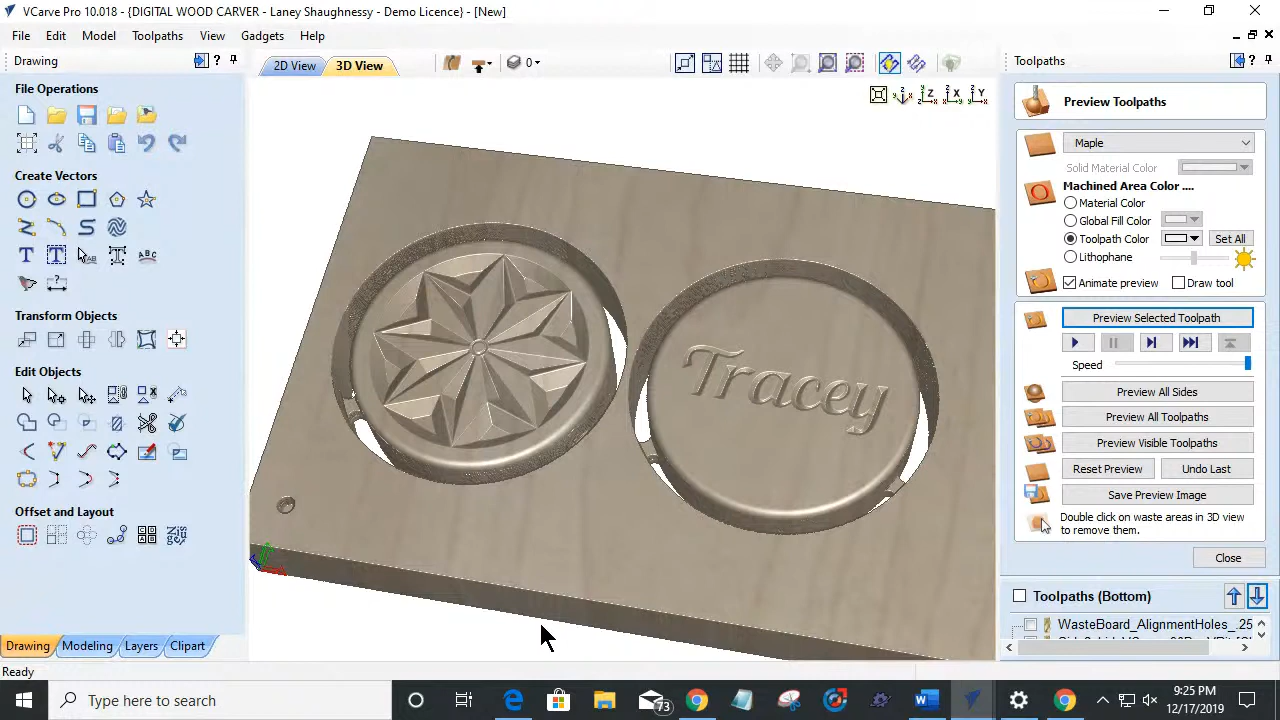 VCarve Pro 10.018 - {DIGITAL WOOD CARVER - Laney Shaughnessy - Demo Licence} - [New]
File Edit Model Toolpaths View Gadgets Help
Drawing
2D View 3D View
0
Toolpaths
File Operations
Create Vectors
Transform Objects
Edit Objects
Offset and Layout
Drawing Modeling Layers Clipart
Tracey
Preview Toolpaths
Maple
Solid Material Color
Machined Area Color ....
Material Color
Global Fill Color
Toolpath Color Set All
Lithophane
Animate preview Draw tool
Preview Selected Toolpath
Speed
Preview All Sides
Preview All Toolpaths
Preview Visible Toolpaths
Reset Preview Undo Last
Save Preview Image
Double click on waste areas in 3D view
to remove them.
Close
Toolpaths (Bottom)
WasteBoard_AlignmentHoles_.25
Ready
Type here to search
73
9:25 PM
12/17/2019